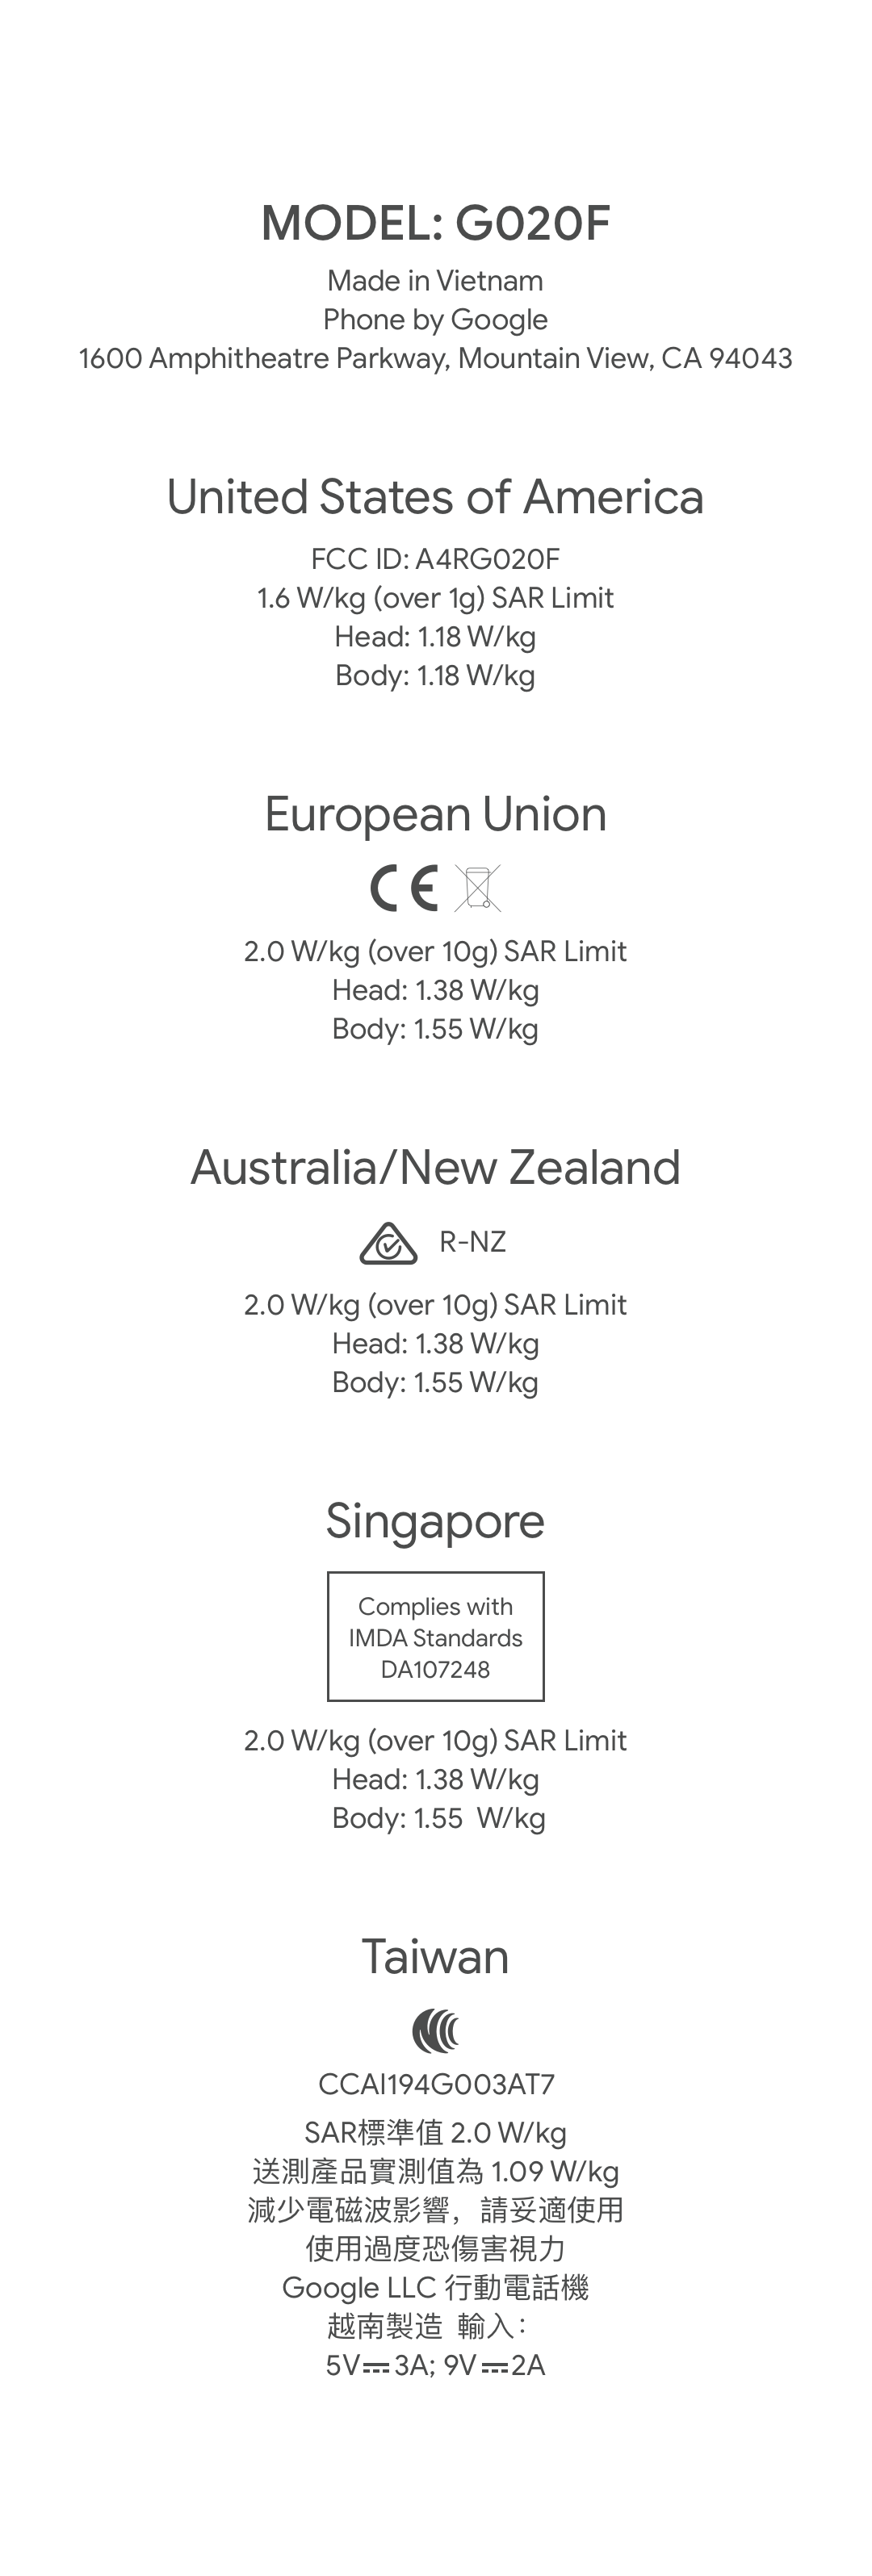 MODEL: G020F
Made in Vietnam
Phone by Google
1600 Amphitheatre Parkway, Mountain View, CA 94043
United States of America
FCC ID: A4RG020F
1.6 W/kg (over 1g) SAR Limit
Head: 1.18 W/kg
Body: 1.18 W/kg
European Union
CE
2.0 W/kg (over 10g) SAR Limit
Head: 1.38 W/kg
Body: 1.55 W/kg
Australia/New Zealand
R-NZ
2.0 W/kg (over 10g) SAR Limit
Head: 1.38 W/kg
Body: 1.55 W/kg
Singapore
Complies with
IMDA Standards
DA107248
2.0 W/kg (over 10g) SAR Limit
Head: 1.38 W/kg
Body: 1.55 W/kg
Taiwan
CCAI194G003AT7
SAR標準值 2.0 W/kg
送測產品實測值為 1.09 W/kg
減少電磁波影響，請妥適使用
使用過度恐傷害視力
Google LLC 行動電話機
越南製造 輸入：
5V⎓3A; 9V⎓2A